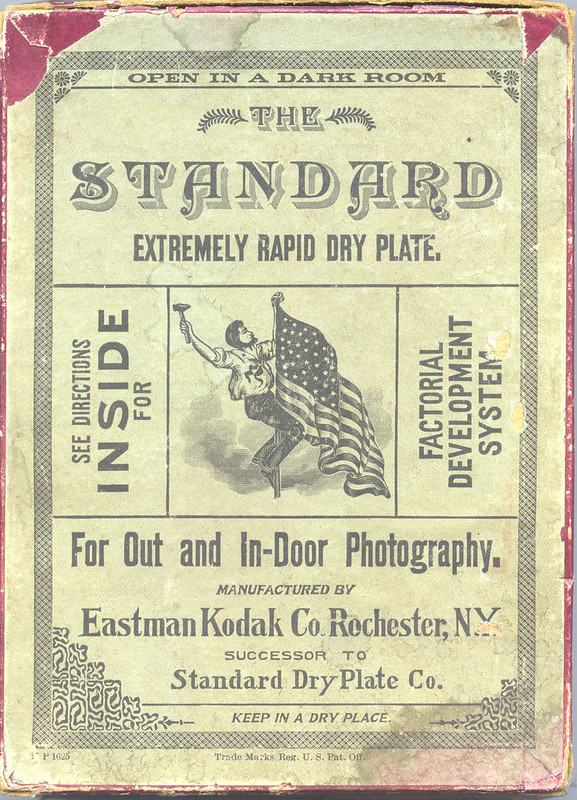 OPEN IN A DARK ROOM
THE
STANDARD
EXTREMELY RAPID DRY PLATE.
SEE DIRECTIONS
INSIDE
FOR
FACTORIAL
DEVELOPMENT
SYSTEM
For Out and In-Door Photography.
MANUFACTURED BY
Eastman Kodak Co. Rochester, N.Y.
SUCCESSOR TO
Standard Dry Plate Co.
KEEP IN A DRY PLACE.
P 1625
Trade Marks Reg. U. S. Pat. Off.